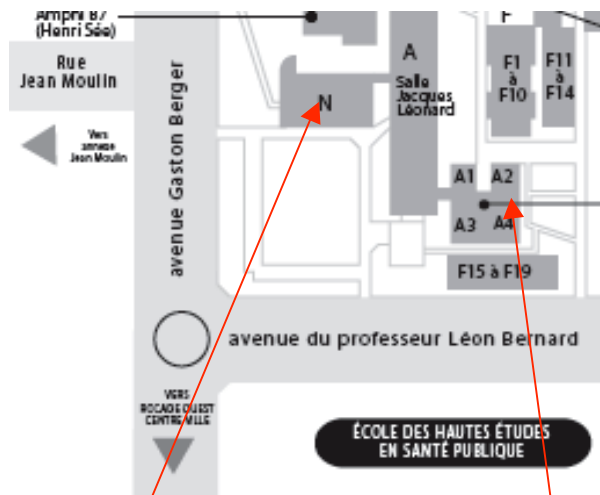 Amphi B7
(Henri Sée)
Rue
Jean Moulin
Vers
annexe
Jean Moulin
avenue Gaston Berger
N
A
Salle
Jacques
Léonard
F
F1
à
F10
F11
à
F14
A1
A2
A3
A4
F15 à F19
avenue du professeur Léon Bernard
VERS
ROCADE OUEST
CENTRE VILLE
ÉCOLE DES HAUTES ÉTUDES
EN SANTÉ PUBLIQUE